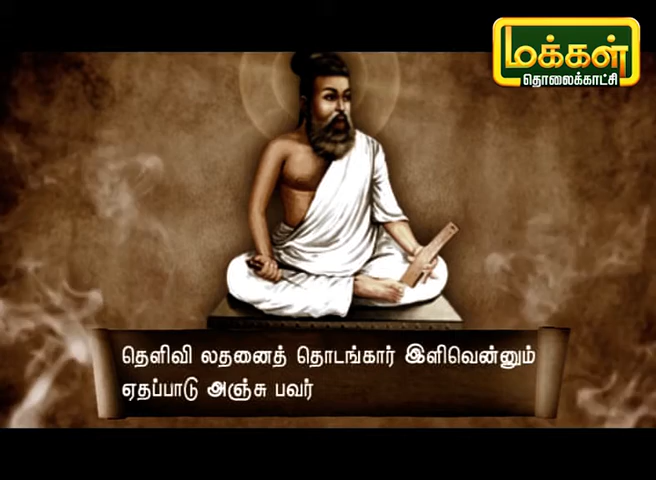 மக்கள்
தொலைக்காட்சி
தெளிவி லதனைத் தொடங்கார் இளிவென்னும்
ஏதப்பாடு அஞ்சு பவர்